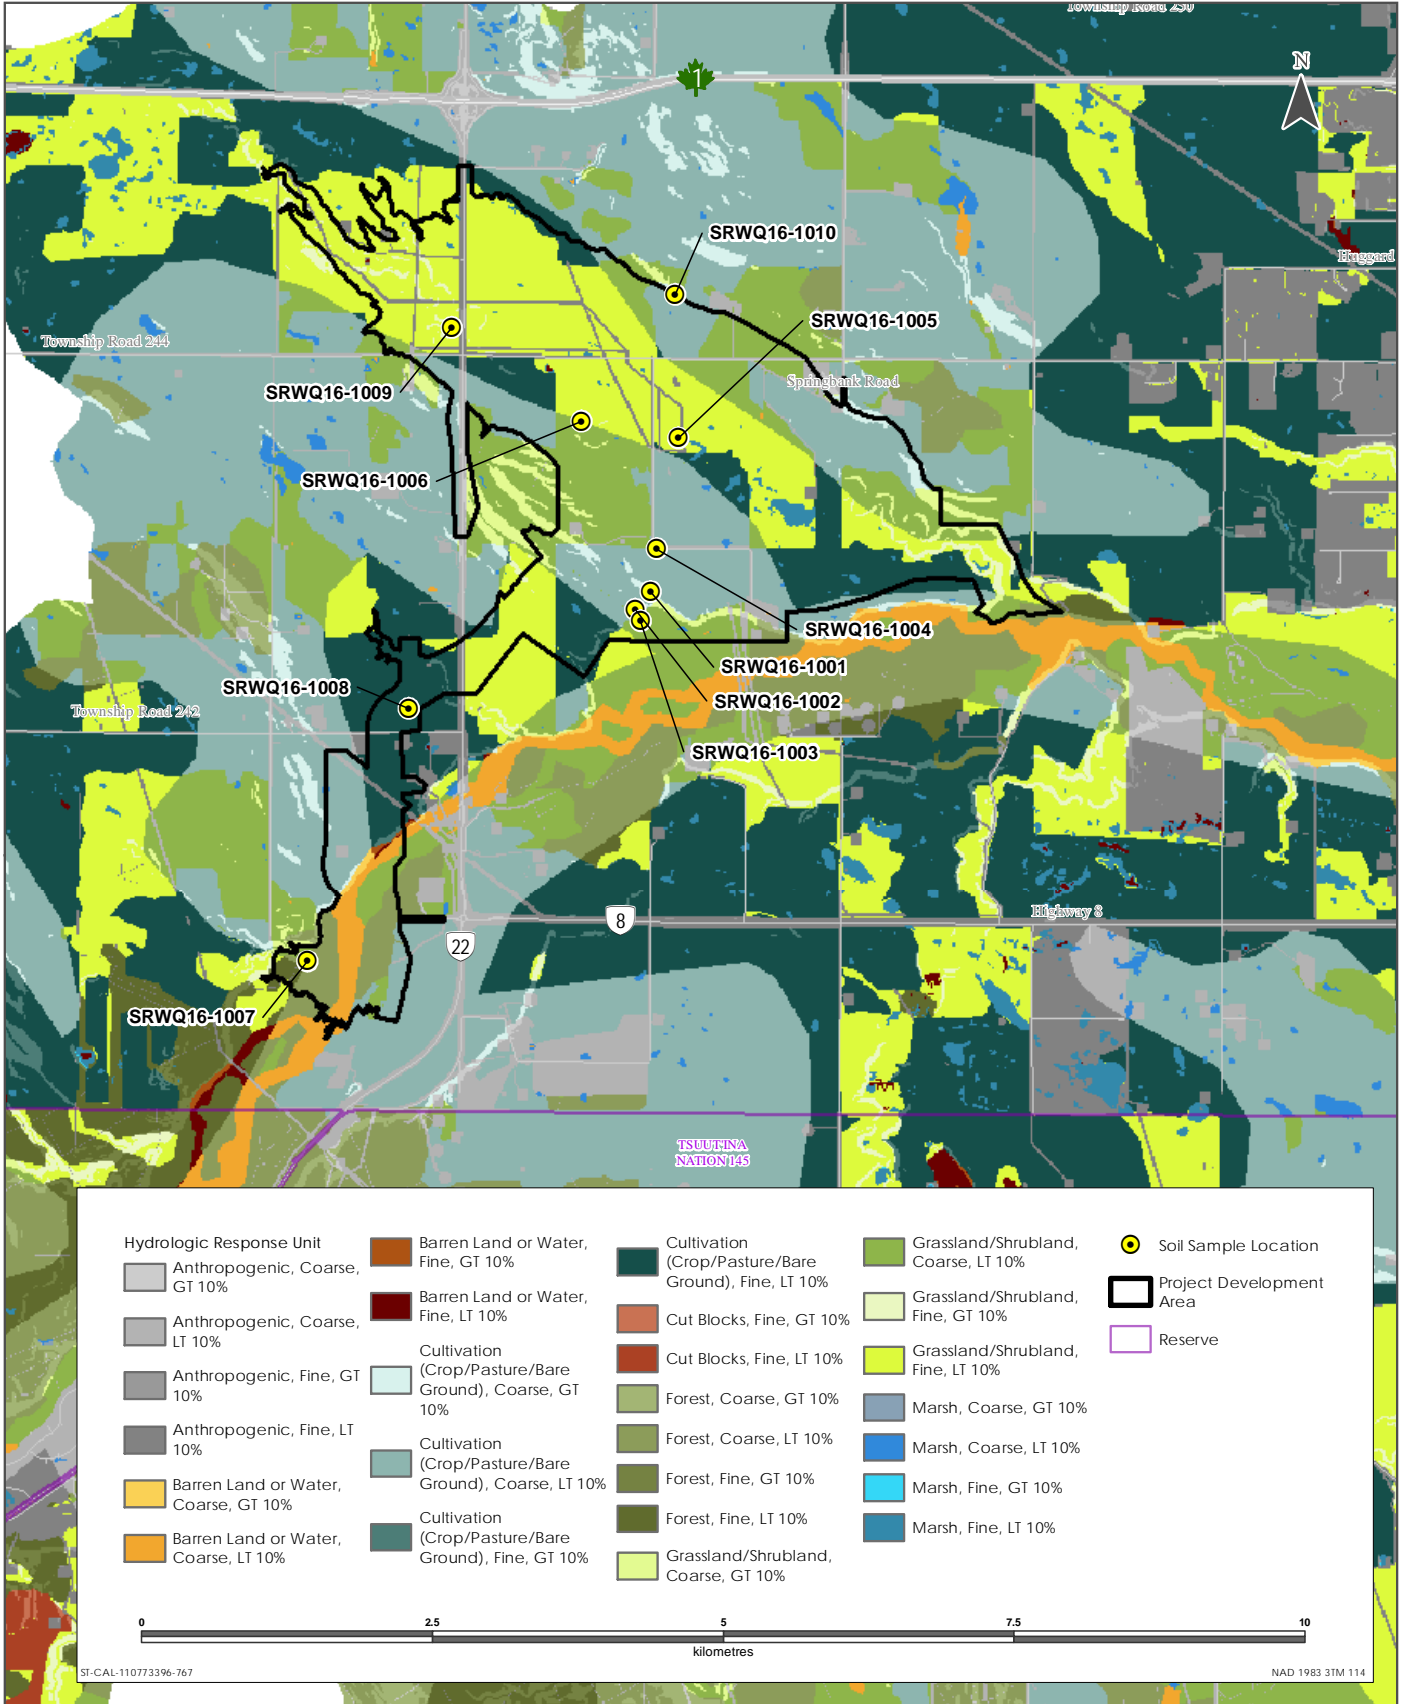 Township Road 250
1
N
SRWQ16-1010
Huggard
SRWQ16-1005
Township Road 244
Springbank Road
SRWQ16-1009
SRWQ16-1006
SRWQ16-1004
SRWQ16-1001
SRWQ16-1008
SRWQ16-1002
Township Road 242
SRWQ16-1003
8
Highway 8
22
SRWQ16-1007
TSUUT'INA
NATION 145
Hydrologic Response Unit
Anthropogenic, Coarse,
GT 10%
Anthropogenic, Coarse,
LT 10%
Anthropogenic, Fine, GT
10%
Anthropogenic, Fine, LT
10%
Barren Land or Water,
Coarse, GT 10%
Barren Land or Water,
Coarse, LT 10%
Barren Land or Water,
Fine, GT 10%
Barren Land or Water,
Fine, LT 10%
Cultivation
(Crop/Pasture/Bare
Ground), Coarse, GT
10%
Cultivation
(Crop/Pasture/Bare
Ground), Coarse, LT 10%
Cultivation
(Crop/Pasture/Bare
Ground), Fine, GT 10%
Cultivation
(Crop/Pasture/Bare
Ground), Fine, LT 10%
Cut Blocks, Fine, GT 10%
Cut Blocks, Fine, LT 10%
Forest, Coarse, GT 10%
Forest, Coarse, LT 10%
Forest, Fine, GT 10%
Forest, Fine, LT 10%
Grassland/Shrubland,
Coarse, GT 10%
Grassland/Shrubland,
Coarse, LT 10%
Grassland/Shrubland,
Fine, GT 10%
Grassland/Shrubland,
Fine, LT 10%
Marsh, Coarse, GT 10%
Marsh, Coarse, LT 10%
Marsh, Fine, GT 10%
Marsh, Fine, LT 10%
Soil Sample Location
Project Development
Area
Reserve
0 2.5 5 7.5 10
kilometres
ST-CAL-110773396-767
NAD 1983 3TM 114